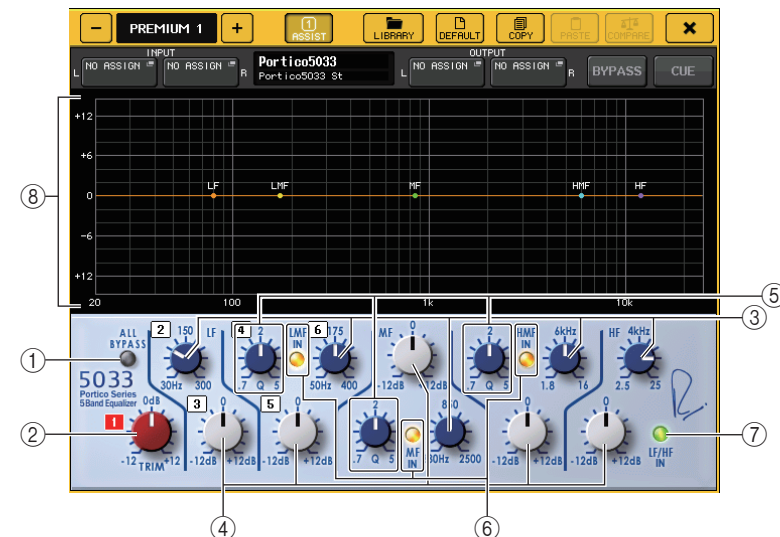 PREMIUM 1
1
ASSIST
LIBRARY
DEFAULT
COPY
PASTE
COMPARE
INPUT
L
NO ASSIGN
NO ASSIGN
R
Portico5033
Portico5033 St
OUTPUT
L
NO ASSIGN
NO ASSIGN
R
BYPASS
CUE
+12
+6
0
-6
-12
+12
LF
LMF
MF
HMF
HF
20
100
1k
10k
8
5
3
1
2
7
4
6
ALL
BYPASS
5033
Portico Series
5Band Equalizer
1
0dB
-12
+12
TRIM
2
150
LF
30Hz
300
3
0
-12dB
+12dB
4
2
.7
Q
5
LMF
IN
5
0
-12dB
+12dB
6
175
50Hz
400
MF
0
-12dB
+12dB
2
.7
Q
5
MF
IN
850
2500
2
.7
Q
5
HMF
IN
6kHz
1.8
16
0
-12dB
+12dB
HF
4kHz
2.5
25
0
-12dB
+12dB
LF/HF
IN